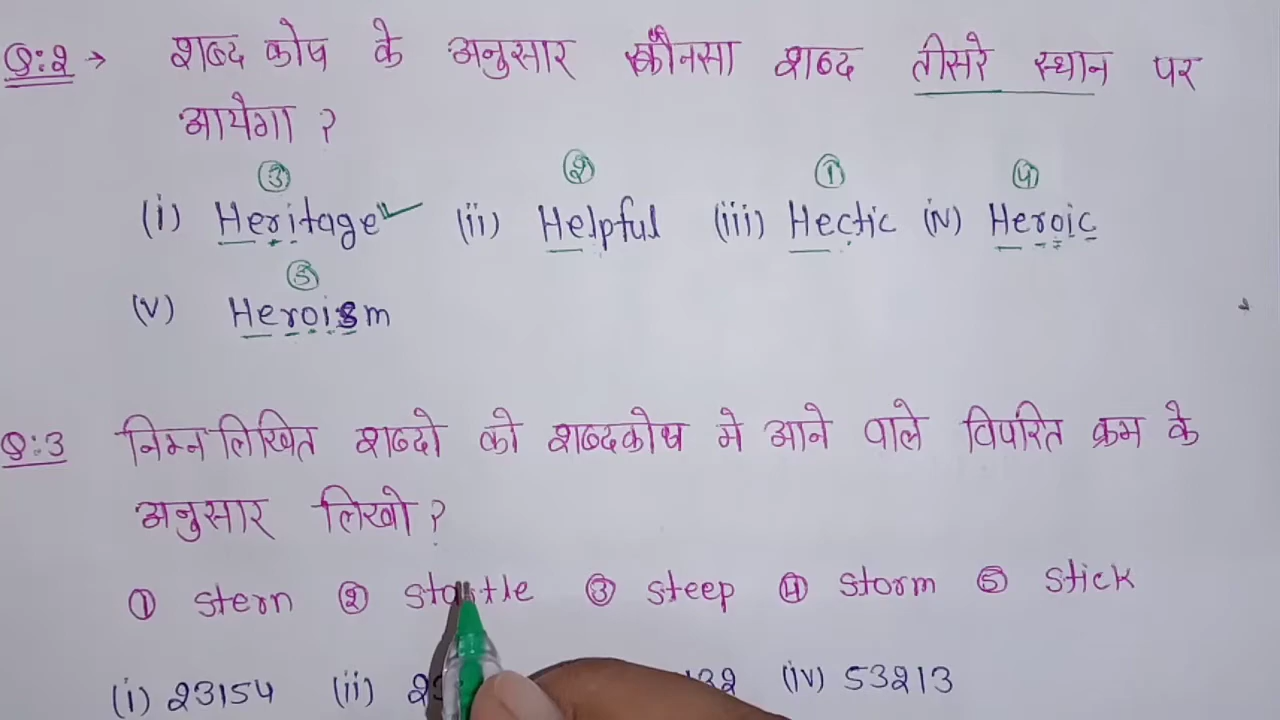 Q:2 → शब्द कोष के अनुसार कौनसा शब्द तीसरे स्थान पर
आयेगा ?
③ ② ① ④
(i) Heritage ✓ (ii) Helpful (iii) Hectic (iv) Heroic
⑤
(v) Heroism
Q:3 निम्नलिखित शब्दो को शब्दकोष मे आने वाले विपरित क्रम के
अनुसार लिखो ?
① stern ② startle ③ steep ④ storm ⑤ stick
(i) 23154 (ii) (iv) 53213